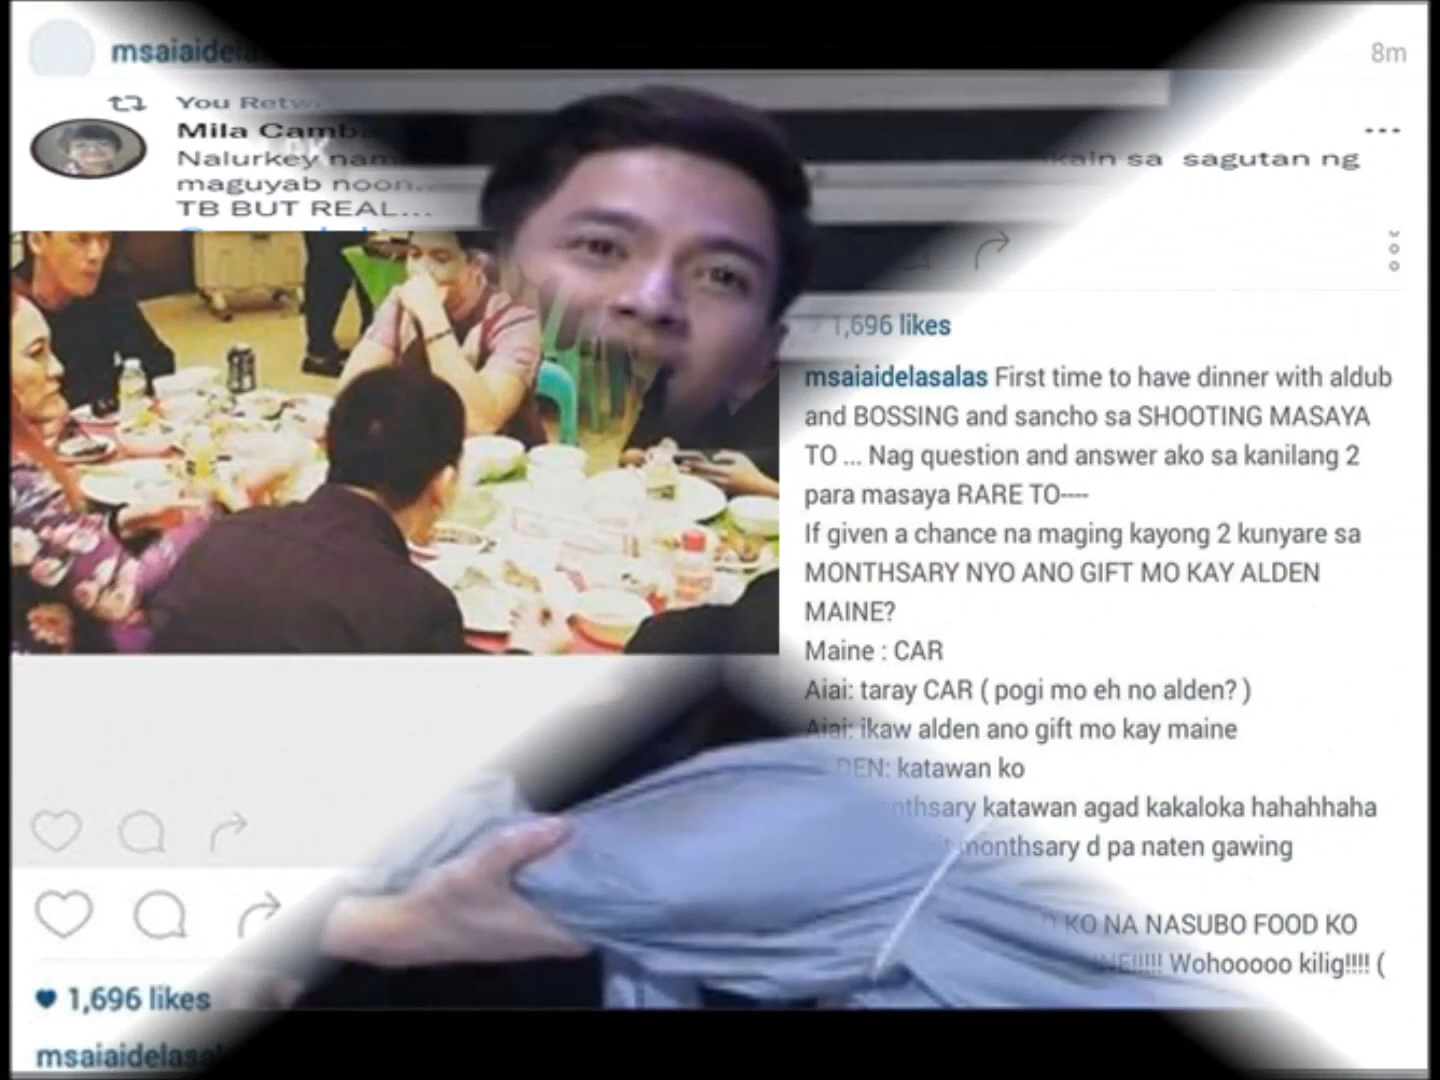 msaiaidela
8m
You Retw
Mila Camb
Nalurkey nam kain sa sagutan ng
maguyab noon...
TB BUT REAL...
1,696 likes
msaiaidelasalas First time to have dinner with aldub
and BOSSING and sancho sa SHOOTING MASAYA
TO ... Nag question and answer ako sa kanilang 2
para masaya RARE TO----
If given a chance na maging kayong 2 kunyare sa
MONTHSARY NYO ANO GIFT MO KAY ALDEN
MAINE?
Maine : CAR
Aiai: taray CAR ( pogi mo eh no alden? )
Aiai: ikaw alden ano gift mo kay maine
DEN: katawan ko
nthsary katawan agad kakaloka hahahhaha
monthsary d pa naten gawing
KO NA NASUBO FOOD KO
NE!!!!! Wohooooo kilig!!!! (
1,696 likes
msaiaidelasa